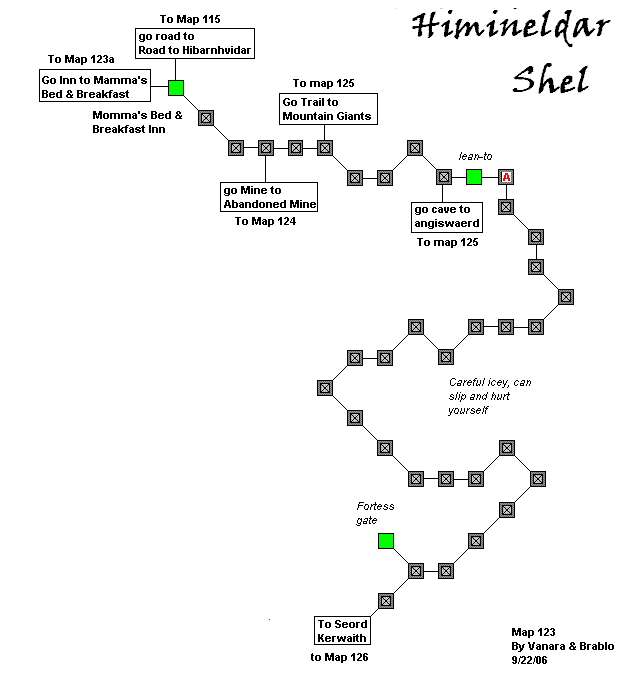 Himineldar
Shel
To Map 115
go road to
Road to Hibarnhvidar
To Map 123a
Go Inn to Mamma's
Bed & Breakfast
Momma's Bed &
Breakfast Inn
To map 125
Go Trail to
Mountain Giants
go Mine to
Abandoned Mine
To Map 124
lean-to
A
go cave to
angiswaerd
To map 125
Careful icey, can
slip and hurt
yourself
Fortess
gate
To Seord
Kerwaith
to Map 126
Map 123
By Vanara & Brablo
9/22/06